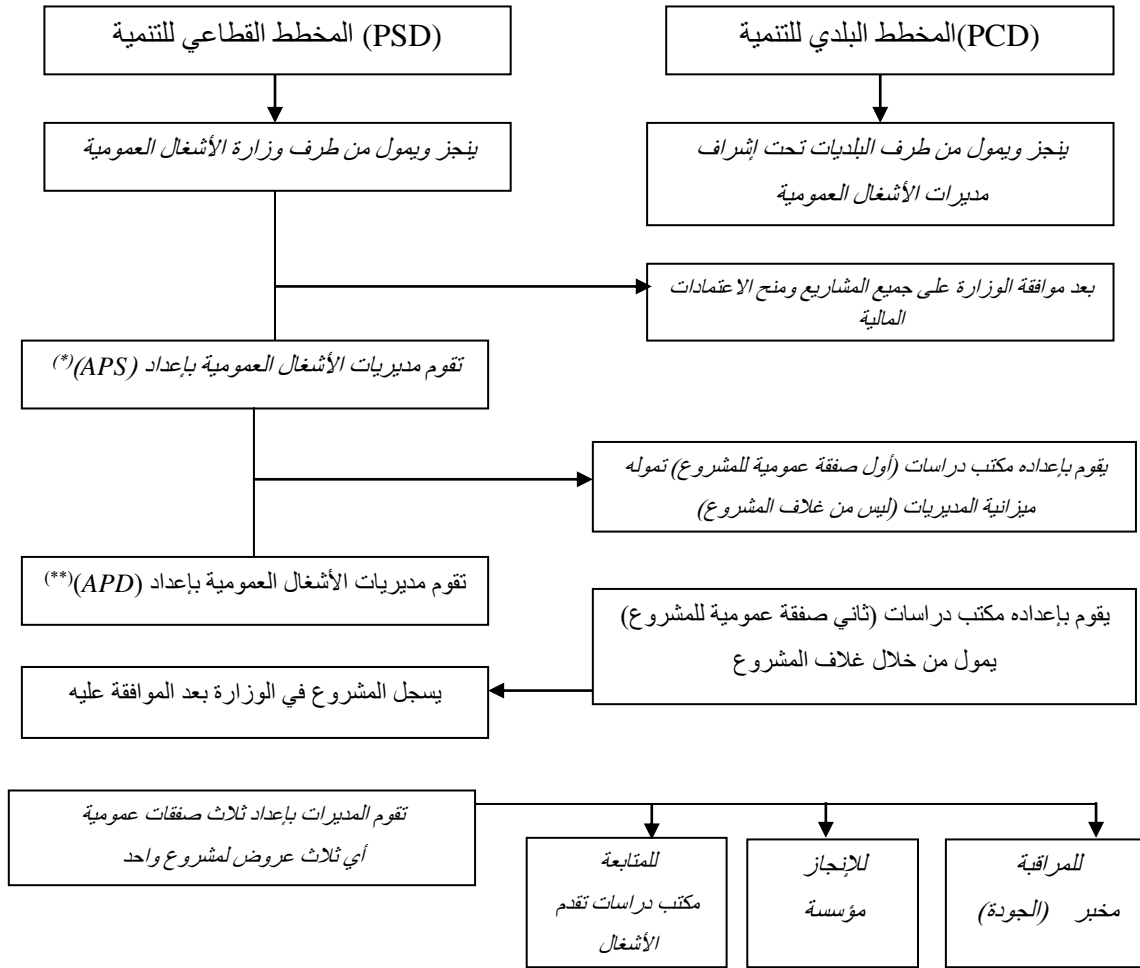 المخطط البلدي للتنمية(PCD)
المخطط القطاعي للتنمية (PSD)
ينجز ويمول من طرف البلديات تحت إشراف
مديرات الأشغال العمومية
ينجز ويمول من طرف وزارة الأشغال العمومية
بعد موافقة الوزارة على جميع المشاريع ومنح الاعتمادات
المالية
تقوم مديريات الأشغال العمومية بإعداد (APS)(*)
يقوم بإعداده مكتب دراسات (أول صفقة عمومية للمشروع) تموله
ميزانية المديريات (ليس من غلاف المشروع)
تقوم مديريات الأشغال العمومية بإعداد (APD)(**)
يقوم بإعداده مكتب دراسات (ثاني صفقة عمومية للمشروع)
يمول من خلال غلاف المشروع
يسجل المشروع في الوزارة بعد الموافقة عليه
تقوم المديرات بإعداد ثلاث صفقات عمومية
أي ثلاث عروض لمشروع واحد
للمراقبة
مخبر (الجودة)
للإنجاز
مؤسسة
للمتابعة
مكتب دراسات تقدم
الأشغال